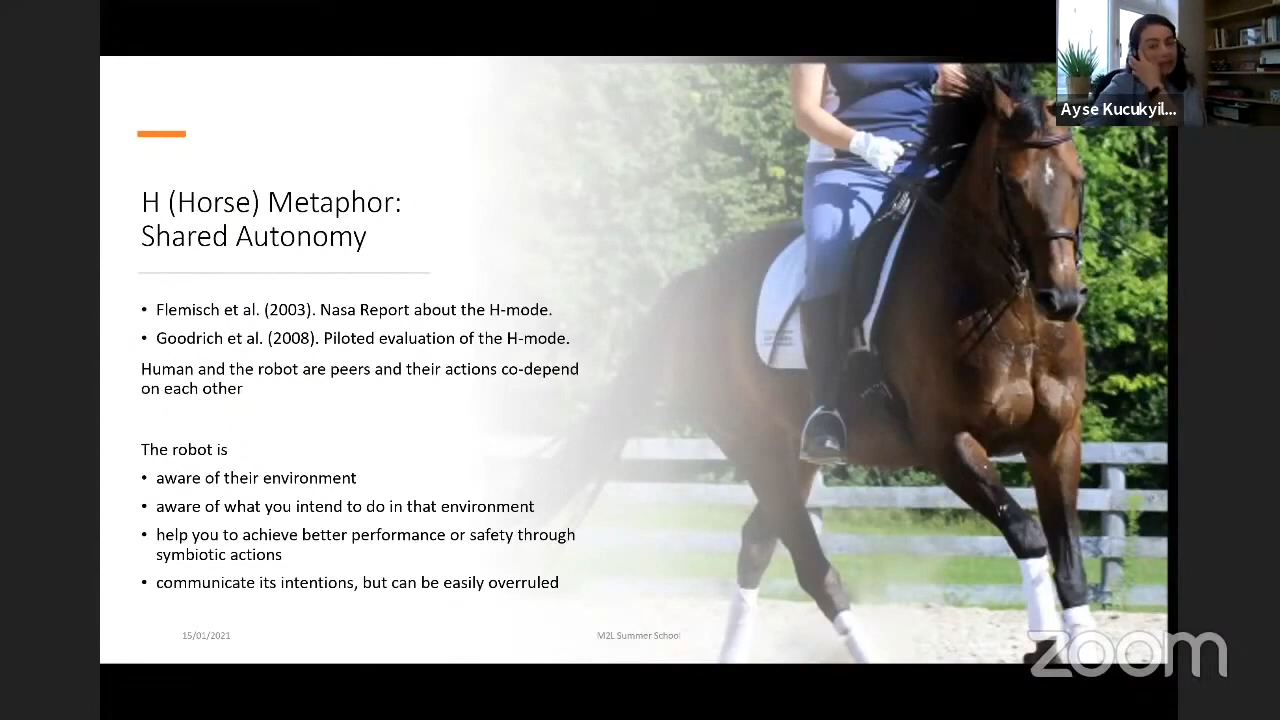 Ayse Kucukyil...
H (Horse) Metaphor:
Shared Autonomy
• Flemisch et al. (2003). Nasa Report about the H-mode.
• Goodrich et al. (2008). Piloted evaluation of the H-mode.
Human and the robot are peers and their actions co-depend
on each other
The robot is
• aware of their environment
• aware of what you intend to do in that environment
• help you to achieve better performance or safety through
symbiotic actions
• communicate its intentions, but can be easily overruled
15/01/2021
M2L Summer School
zoom